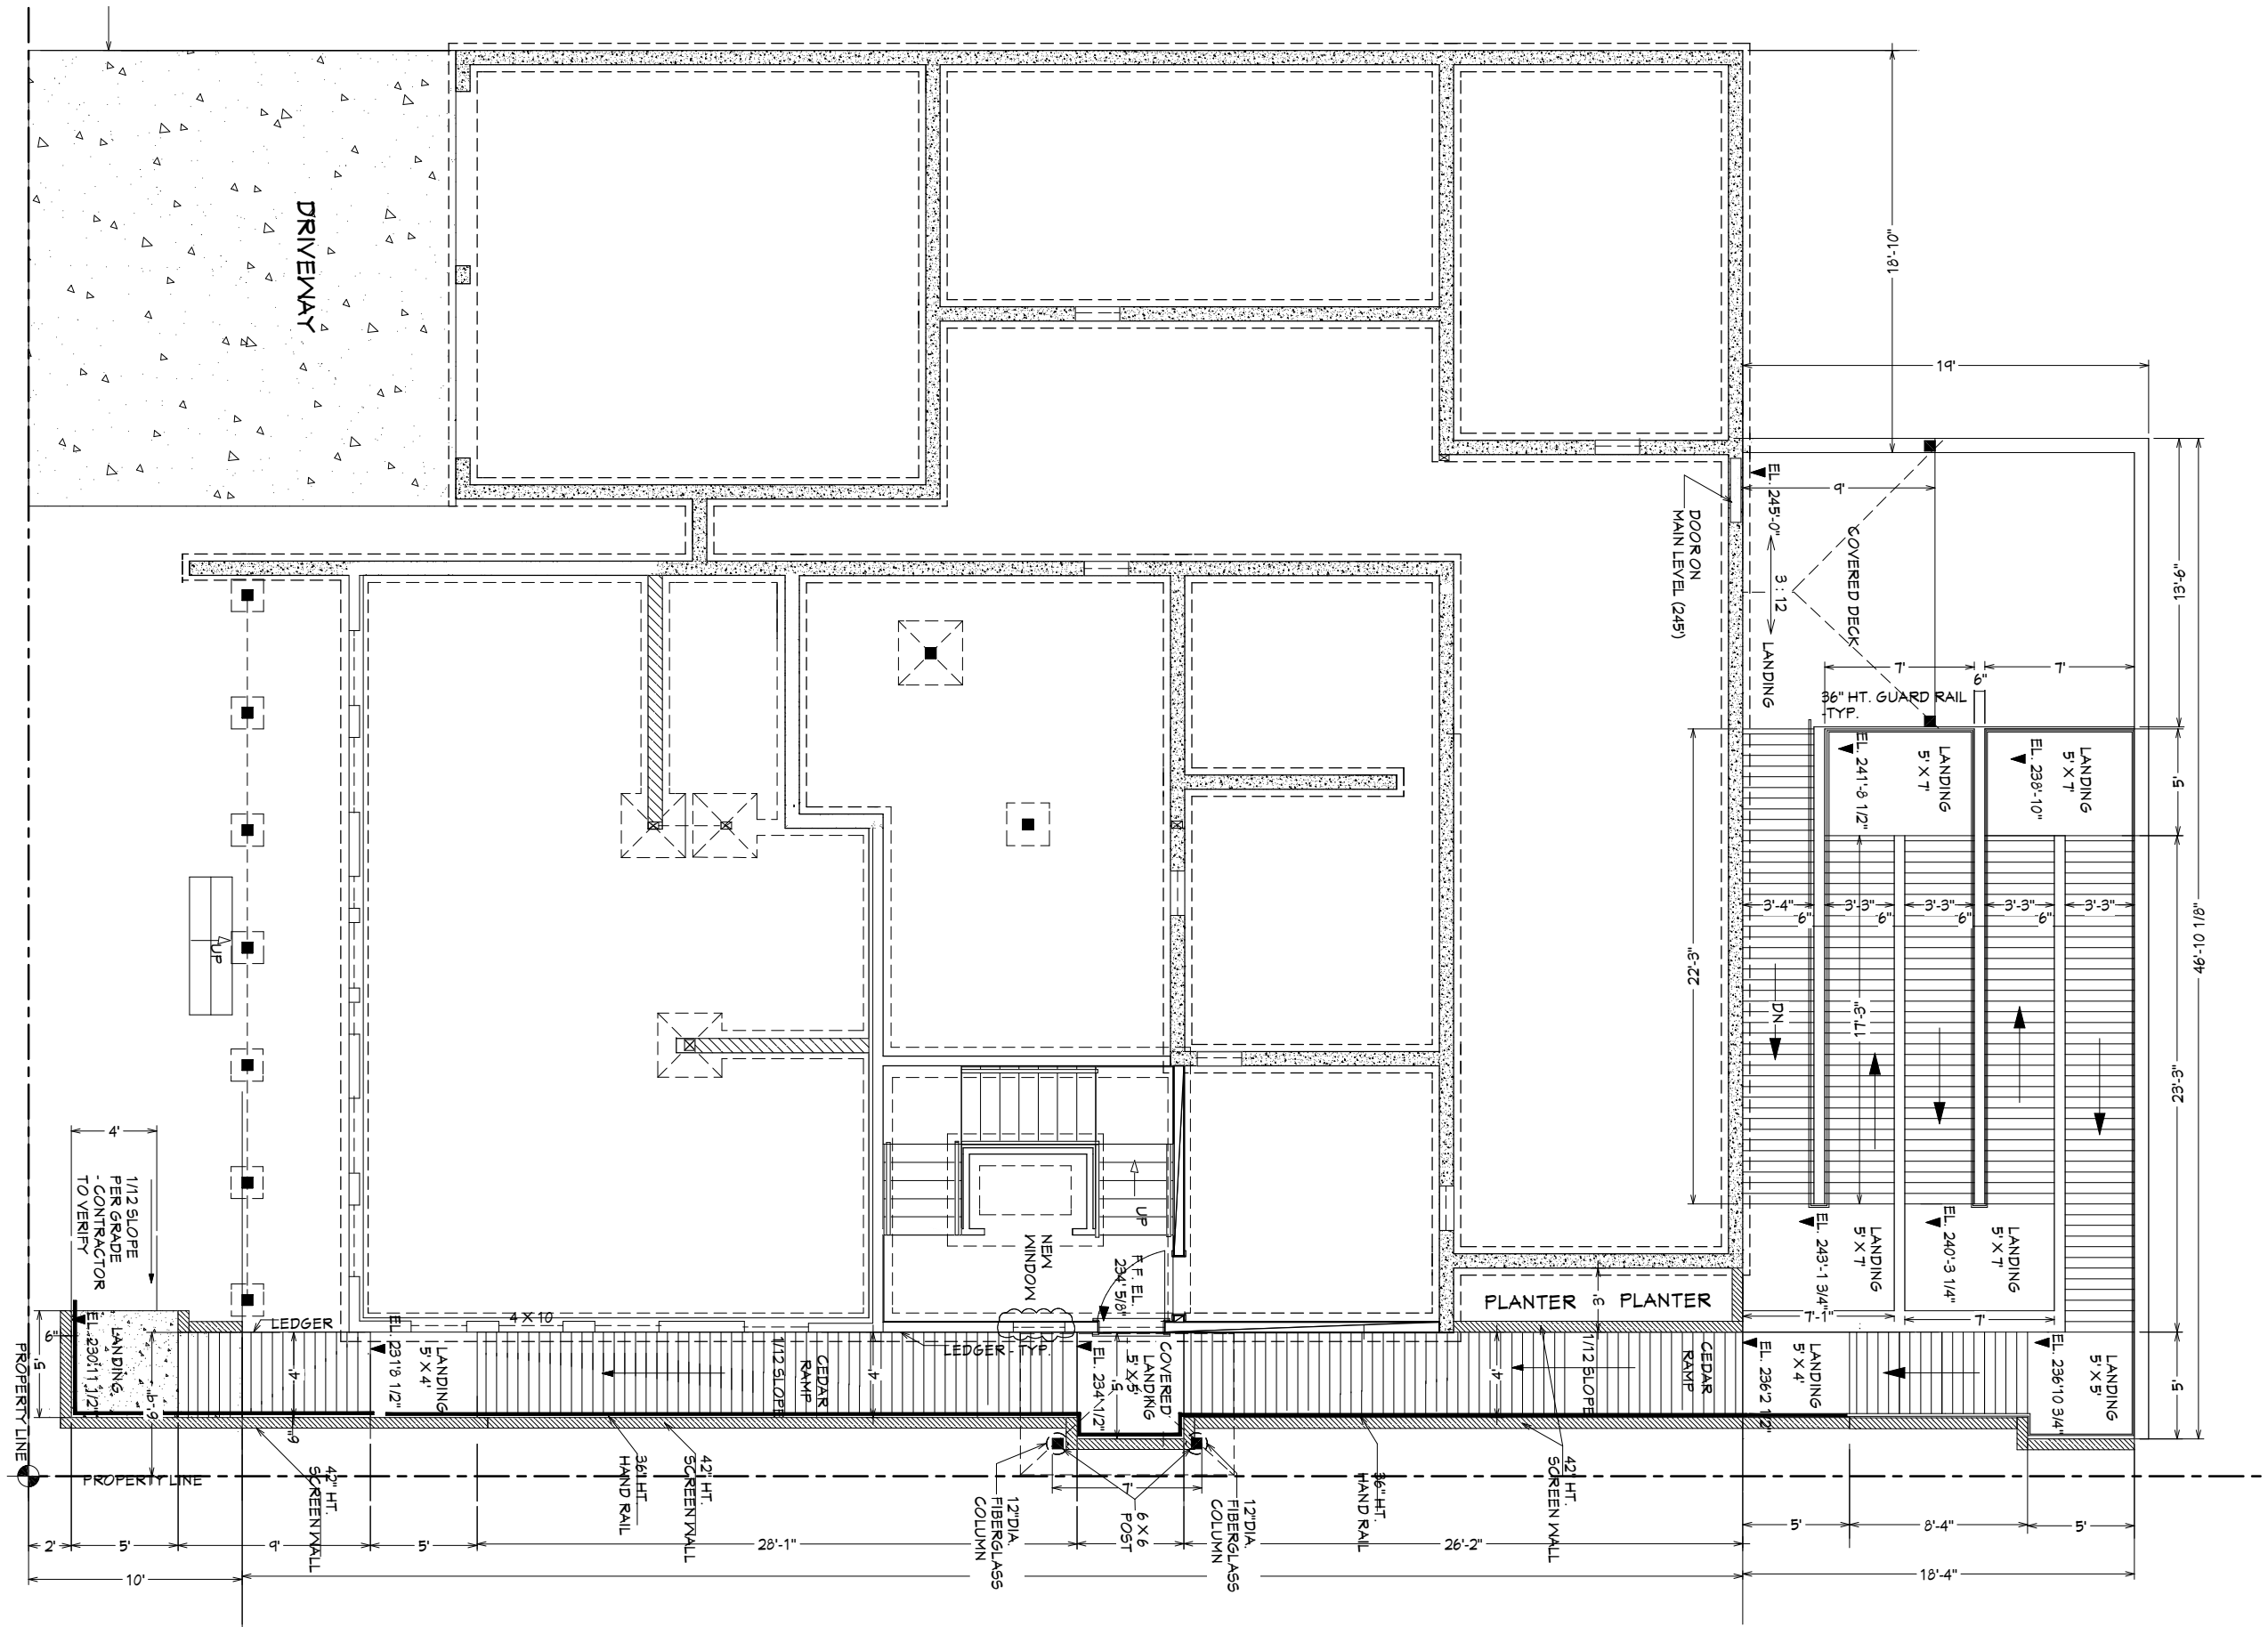 DRIVEWAY
18'-10"
19'
EL. 245'-0"
9'
DOOR ON
MAIN LEVEL (245')
COVERED DECK
3 : 12
LANDING
13'-6"
7'
7'
6"
36" HT. GUARD RAIL
-TYP.
EL. 241'-8 1/2"
LANDING
5' X 7'
EL. 238'-10"
LANDING
5' X 7'
5'
3'-4"
6"
3'-3"
6"
3'-3"
6"
3'-3"
6"
3'-3"
46'-10 1/8"
22'-3"
17'-3"
DN
23'-3"
EL. 243'-1 3/4"
LANDING
5' X 7'
EL. 240'-3 1/4"
LANDING
5' X 7'
7'-1"
7'
UP
4'
1/12 SLOPE
PER GRADE
- CONTRACTOR
TO VERIFY
UP
NEW
WINDOW
F.F. EL.
234' 5/8"
PLANTER
3'
PLANTER
5'
6"
EL. 230'11 1/2"
LANDING
6'-9"
LEDGER
4'
6"
EL. 231'8 1/2"
LANDING
5' X 4'
4 X 10
1/12 SLOPE
CEDAR
RAMP
4'
LEDGER - TYP.
EL. 234' 1/2"
5'
COVERED
LANDING
5' X 5'
4'
1/12 SLOPE
CEDAR
RAMP
EL. 236'2 1/2"
LANDING
5' X 4'
EL. 236'10 3/4"
LANDING
5' X 5'
5'
PROPERTY LINE
PROPERTY LINE
42" HT.
SCREEN WALL
36" HT.
HAND RAIL
42" HT.
SCREEN WALL
12"DIA.
FIBERGLASS
COLUMN
7'
6 X 6
POST
12"DIA.
FIBERGLASS
COLUMN
36" HT.
HAND RAIL
42" HT.
SCREEN WALL
2'
5'
9'
5'
28'-1"
26'-2"
5'
8'-4"
5'
10'
18'-4"